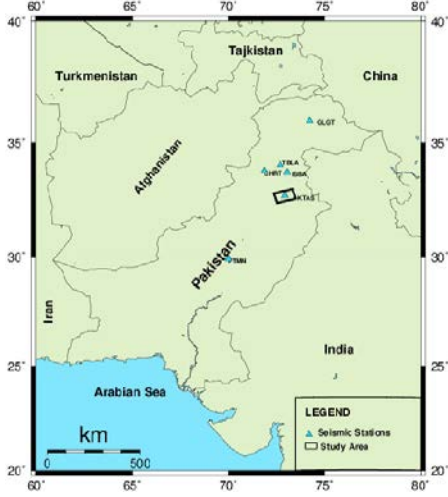 60° 65° 70° 75° 80°
40° 40°
Tajkistan
Turkmenistan China
GLGT
35° 35°
Afghanistan
TBLA
CHRT ISBA
KTAS
30° 30°
Pakistan
TMN
Iran
India
25° 25°
Arabian Sea
LEGEND
Seismic Stations
Study Area
km
0 500
20° 20°
60° 65° 70° 75° 80°